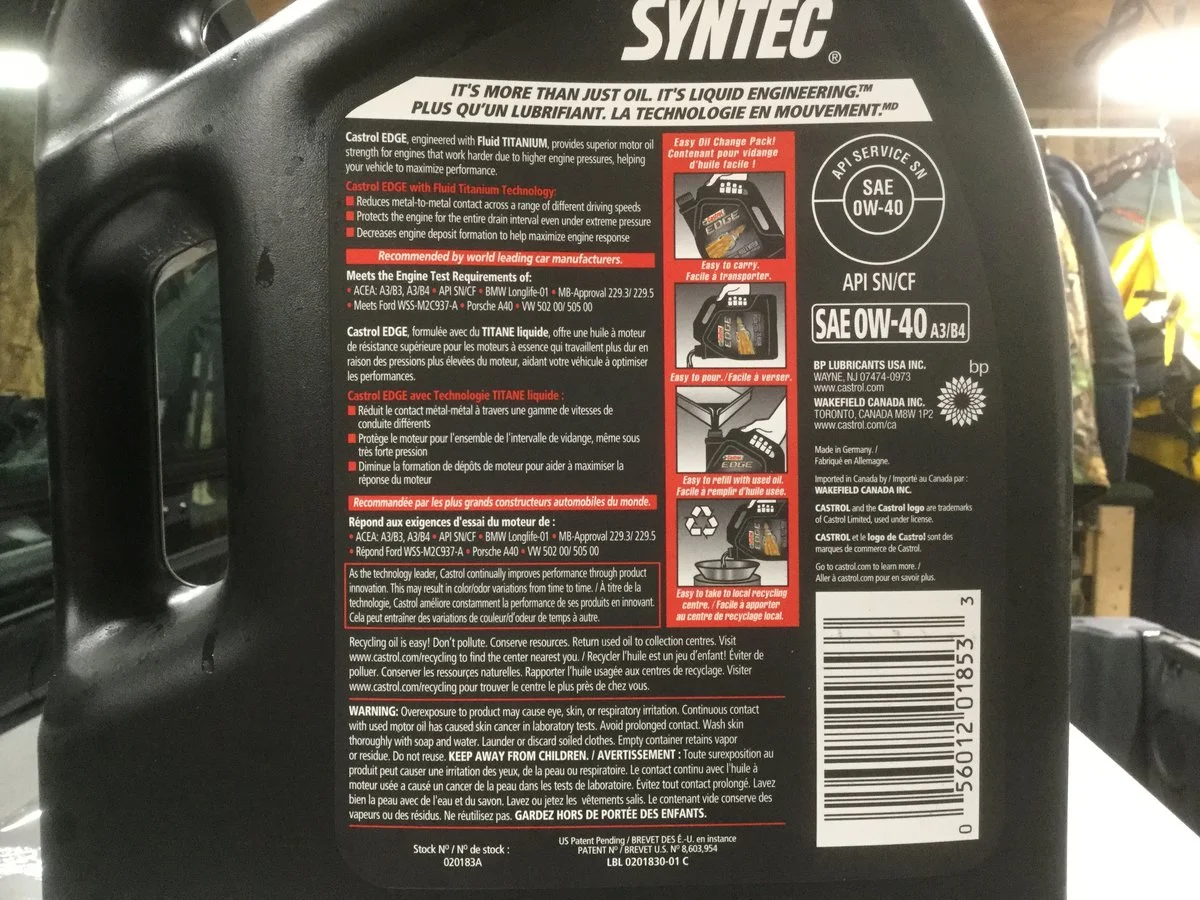 SYNTEC®
IT'S MORE THAN JUST OIL. IT'S LIQUID ENGINEERING.™
PLUS QU'UN LUBRIFIANT. LA TECHNOLOGIE EN MOUVEMENT.MD
Castrol EDGE, engineered with Fluid TITANIUM, provides superior motor oil
strength for engines that work harder due to higher engine pressures, helping
your vehicle to maximize performance.
Castrol EDGE with Fluid Titanium Technology:
Reduces metal-to-metal contact across a range of different driving speeds
Protects the engine for the entire drain interval even under extreme pressure
Decreases engine deposit formation to help maximize engine response
Recommended by world leading car manufacturers.
Meets the Engine Test Requirements of:
• ACEA: A3/B3, A3/B4 • API SN/CF • BMW Longlife-01 • MB-Approval 229.3/ 229.5
• Meets Ford WSS-M2C937-A • Porsche A40 • VW 502 00/ 505 00
Castrol EDGE, formulée avec du TITANE liquide, offre une huile à moteur
de résistance supérieure pour les moteurs à essence qui travaillent plus dur en
raison des pressions plus élevées du moteur, aidant votre véhicule à optimiser
les performances.
Castrol EDGE avec Technologie TITANE liquide :
Réduit le contact métal-métal à travers une gamme de vitesses de
conduite différents
Protège le moteur pour l'ensemble de l'intervalle de vidange, même sous
très forte pression
Diminue la formation de dépôts de moteur pour aider à maximiser la
réponse du moteur
Recommandée par les plus grands constructeurs automobiles du monde.
Répond aux exigences d'essai du moteur de :
• ACEA: A3/B3, A3/B4 • API SN/CF • BMW Longlife-01 • MB-Approval 229.3/ 229.5
• Répond Ford WSS-M2C937-A • Porsche A40 • VW 502 00/ 505 00
As the technology leader, Castrol continually improves performance through product
innovation. This may result in color/odor variations from time to time. / À titre de la
technologie, Castrol améliore constamment la performance de ses produits en innovant.
Cela peut entraîner des variations de couleur/d'odeur de temps à autre.
Recycling oil is easy! Don't pollute. Conserve resources. Return used oil to collection centres. Visit
www.castrol.com/recycling to find the center nearest you. / Recycler l'huile est un jeu d'enfant! Éviter de
polluer. Conserver les ressources naturelles. Rapporter l'huile usagée aux centres de recyclage. Visiter
www.castrol.com/recycling pour trouver le centre le plus près de chez vous.
WARNING: Overexposure to product may cause eye, skin, or respiratory irritation. Continuous contact
with used motor oil has caused skin cancer in laboratory tests. Avoid prolonged contact. Wash skin
thoroughly with soap and water. Launder or discard soiled clothes. Empty container retains vapor
or residue. Do not reuse. KEEP AWAY FROM CHILDREN. / AVERTISSEMENT : Toute surexposition au
produit peut causer une irritation des yeux, de la peau ou respiratoire. Le contact continu avec l'huile à
moteur usée a causé un cancer de la peau dans les tests de laboratoire. Évitez tout contact prolongé. Lavez
bien la peau avec de l'eau et du savon. Lavez ou jetez les vêtements salis. Le contenant vide conserve des
vapeurs ou des résidus. Ne réutilisez pas. GARDEZ HORS DE PORTÉE DES ENFANTS.
Stock Nº / Nº de stock :
020183A
US Patent Pending / BREVET DES É.-U. en instance
PATENT Nº / BREVET U.S. Nº 8,603,954
LBL 0201830-01 C
Easy Oil Change Pack!
Contenant pour vidange
d'huile facile !
Castrol
EDGE
Easy to carry.
Facile à transporter.
EDGE
Easy to pour. / Facile à verser.
Castrol
EDGE
Easy to refill with used oil.
Facile à remplir d'huile usée.
EDGE
Easy to take to local recycling
centre. / Facile à apporter
au centre de recyclage local.
API SERVICE SN
SAE
0W-40
API SN/CF
SAE 0W-40 A3/B4
BP LUBRICANTS USA INC.
WAYNE, NJ 07474-0973
www.castrol.com
bp
WAKEFIELD CANADA INC.
TORONTO, CANADA M8W 1P2
www.castrol.com/ca
Made in Germany. /
Fabriqué en Allemagne.
Imported in Canada by / Importé au Canada par :
WAKEFIELD CANADA INC.
CASTROL and the Castrol logo are trademarks
of Castrol Limited, used under license.
CASTROL et le logo de Castrol sont des
marques de commerce de Castrol.
Go to castrol.com to learn more. /
Aller à castrol.com pour en savoir plus.
0 56012 01853 3